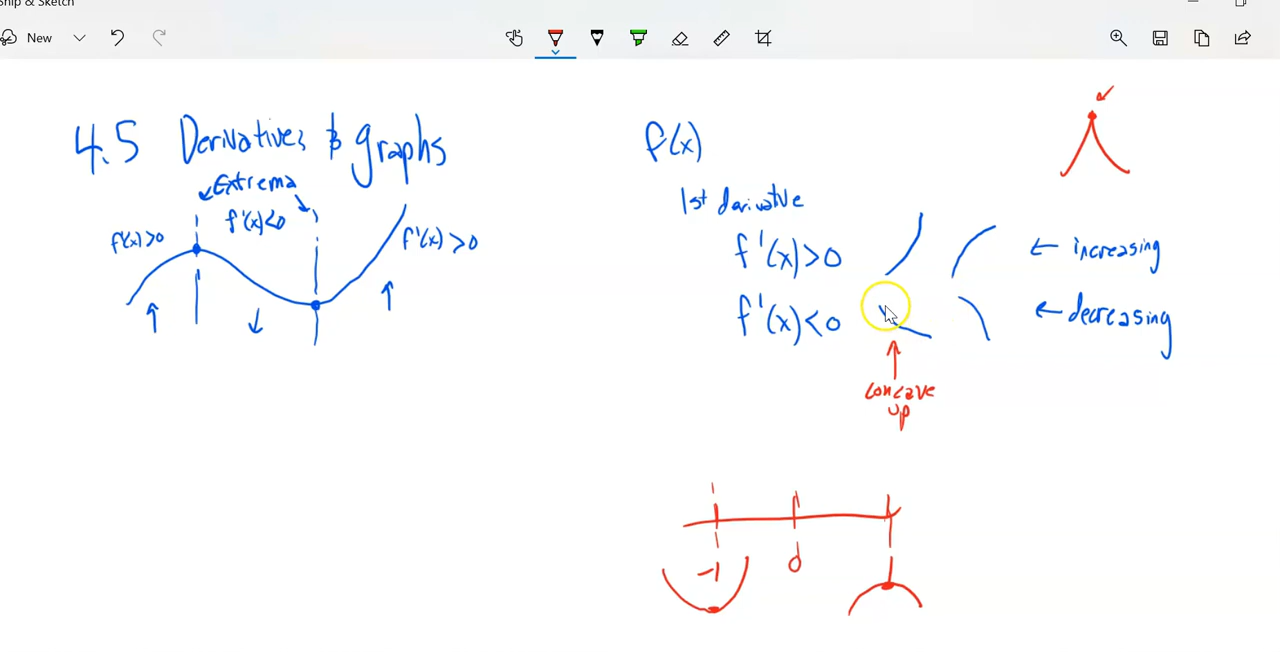 Snip & Sketch
New
4.5 Derivatives & graphs
Extrema
f'(x)>0
f'(x)<0
f'(x)>0
f(x)
1st derivative
f'(x)>0
← increasing
f'(x)<0
← decreasing
concave
up
-1
0